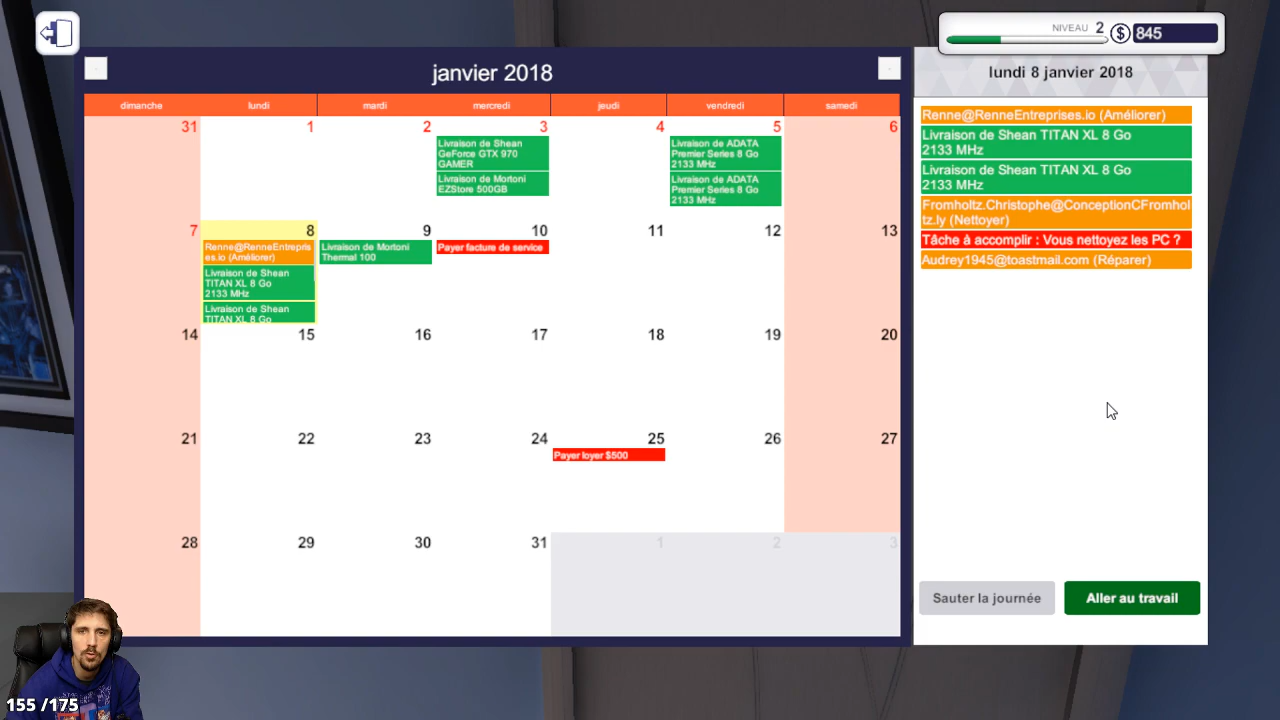 NIVEAU 2
$ 845
janvier 2018
dimanche lundi mardi mercredi jeudi vendredi samedi
31 1 2 3 4 5 6
Livraison de Shean
GeForce GTX 970
GAMER
Livraison de Mortoni
EZStore 500GB
Livraison de ADATA
Premier Series 8 Go
2133 MHz
Livraison de ADATA
Premier Series 8 Go
2133 MHz
7 8 9 10 11 12 13
Renne@RenneEntrepris
es.io (Améliorer)
Livraison de Shean
TITAN XL 8 Go
2133 MHz
Livraison de Shean
TITAN XL 8 Go
Livraison de Mortoni
Thermal 100
Payer facture de service
14 15 16 17 18 19 20
21 22 23 24 25 26 27
Payer loyer $500
28 29 30 31 1 2 3
lundi 8 janvier 2018
Renne@RenneEntreprises.io (Améliorer)
Livraison de Shean TITAN XL 8 Go
2133 MHz
Livraison de Shean TITAN XL 8 Go
2133 MHz
Fromholtz.Christophe@ConceptionCFromhol
tz.ly (Nettoyer)
Tâche à accomplir : Vous nettoyez les PC ?
Audrey1945@toastmail.com (Réparer)
Sauter la journée
Aller au travail
155 /175